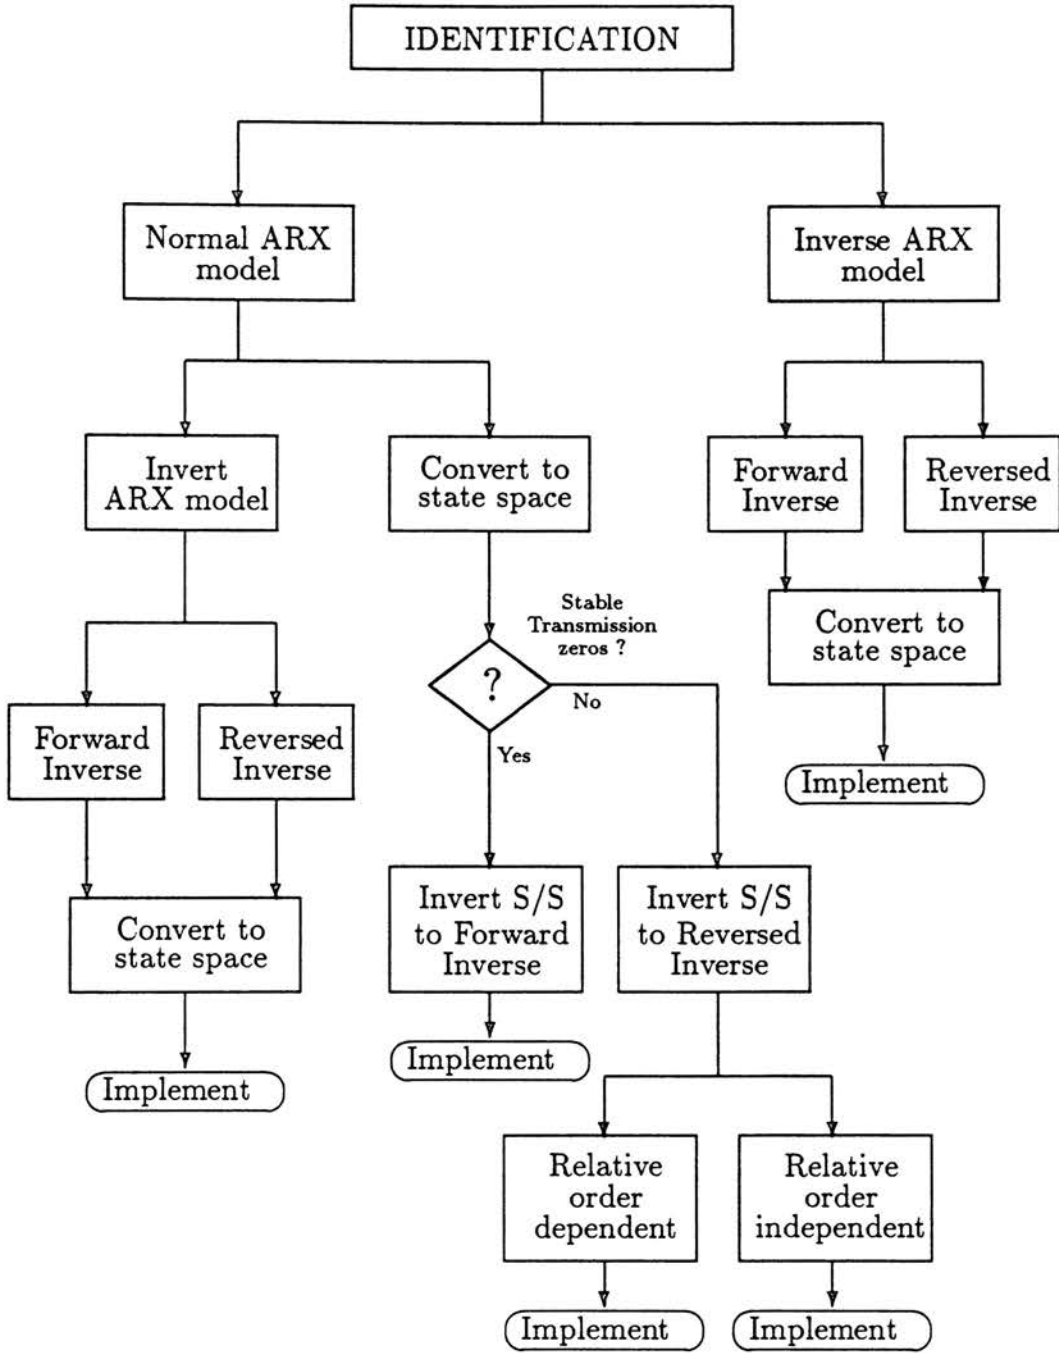 IDENTIFICATION
Normal ARX
model
Inverse ARX
model
Invert
ARX model
Convert to
state space
Forward
Inverse
Reversed
Inverse
Stable
Transmission
zeros ?
Convert to
state space
?
No
Yes
Forward
Inverse
Reversed
Inverse
Implement
Convert to
state space
Invert S/S
to Forward
Inverse
Invert S/S
to Reversed
Inverse
Implement
Implement
Relative
order
dependent
Relative
order
independent
Implement
Implement